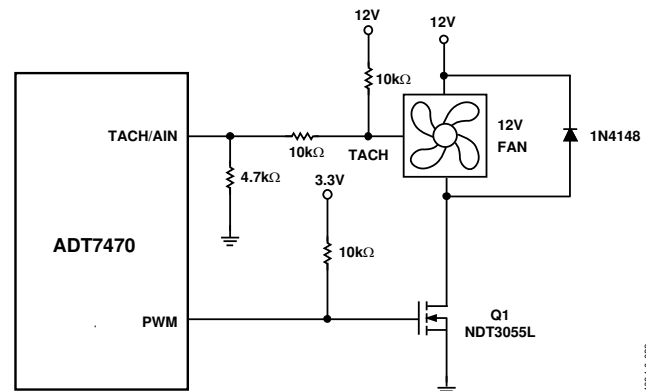 12V
12V
10kΩ
TACH/AIN
10kΩ
TACH
12V
FAN
1N4148
4.7kΩ
3.3V
ADT7470
10kΩ
PWM
Q1
NDT3055L